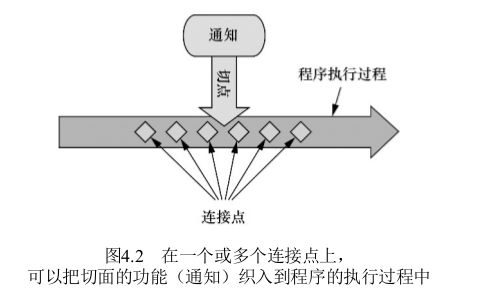 通知
切点
程序执行过程
连接点
图4.2　在一个或多个连接点上，
可以把切面的功能（通知）织入到程序的执行过程中